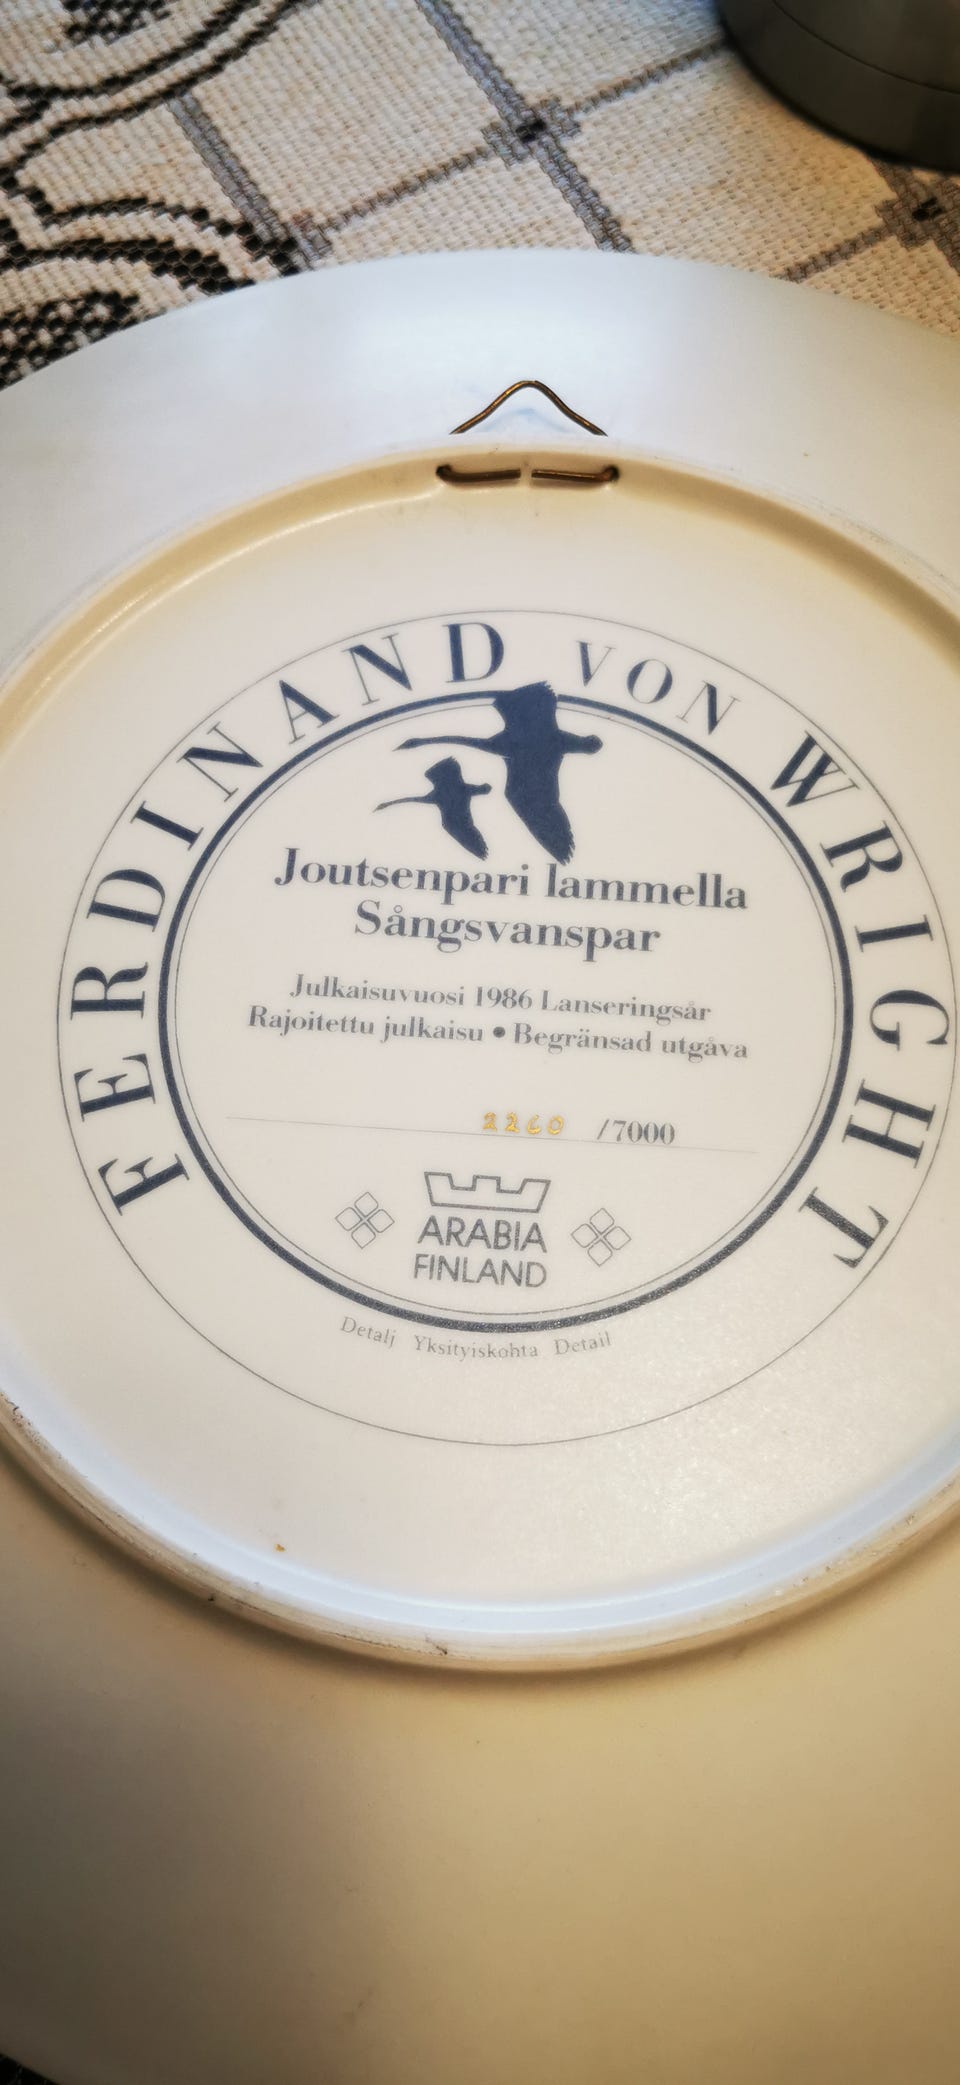 FERDINAND VON WRIGHT
Joutsenpari lammella
Sångsvanspar
Julkaisuvuosi 1986 Lanseringsår
Rajoitettu julkaisu • Begränsad utgåva
2260 /7000
ARABIA
FINLAND
Detalj Yksityiskohta Detail